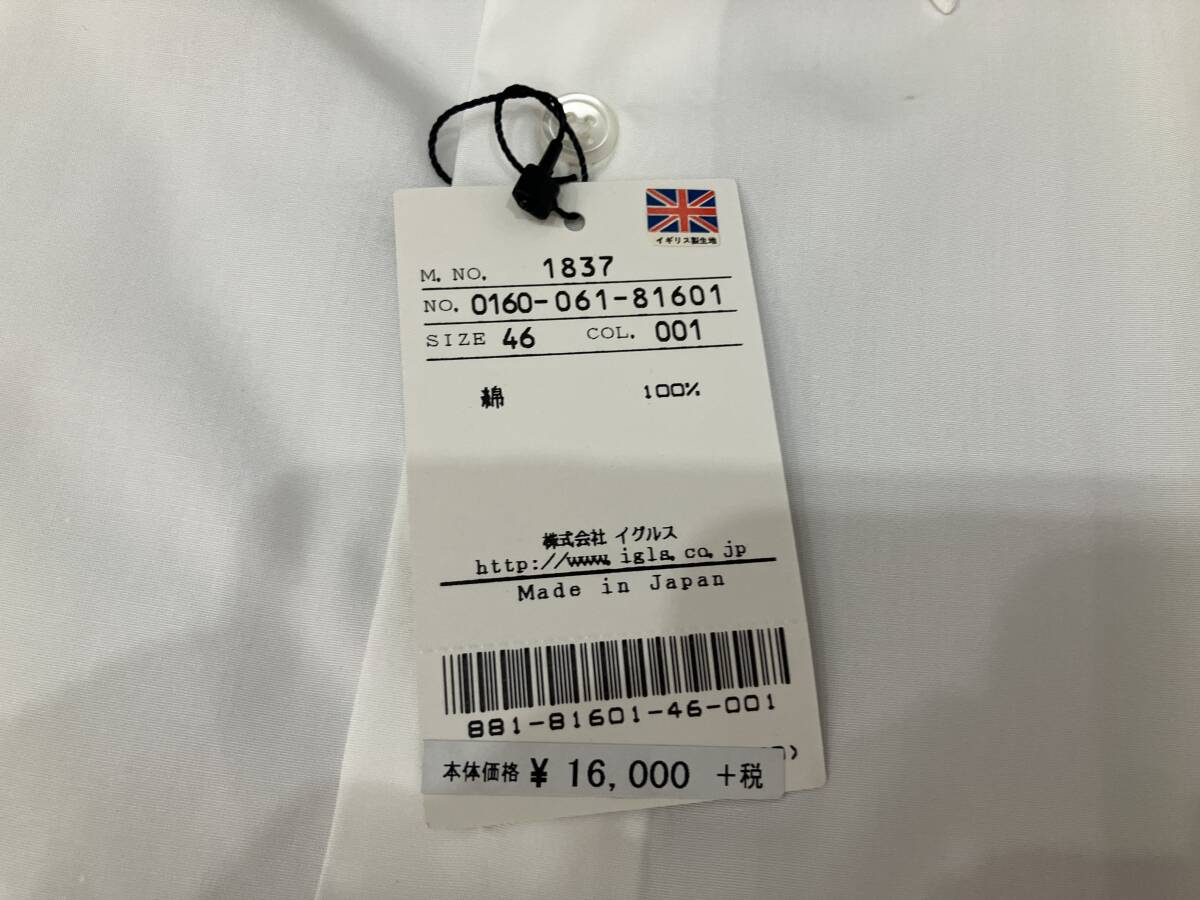 イギリス製生地
M. NO. 1837
NO. 0160-061-81601
SIZE 46 COL. 001
綿 100%
株式会社 イグルス
http://www.igls.co.jp
Made in Japan
881-81601-46-001
本体価格 ¥ 16,000 +税